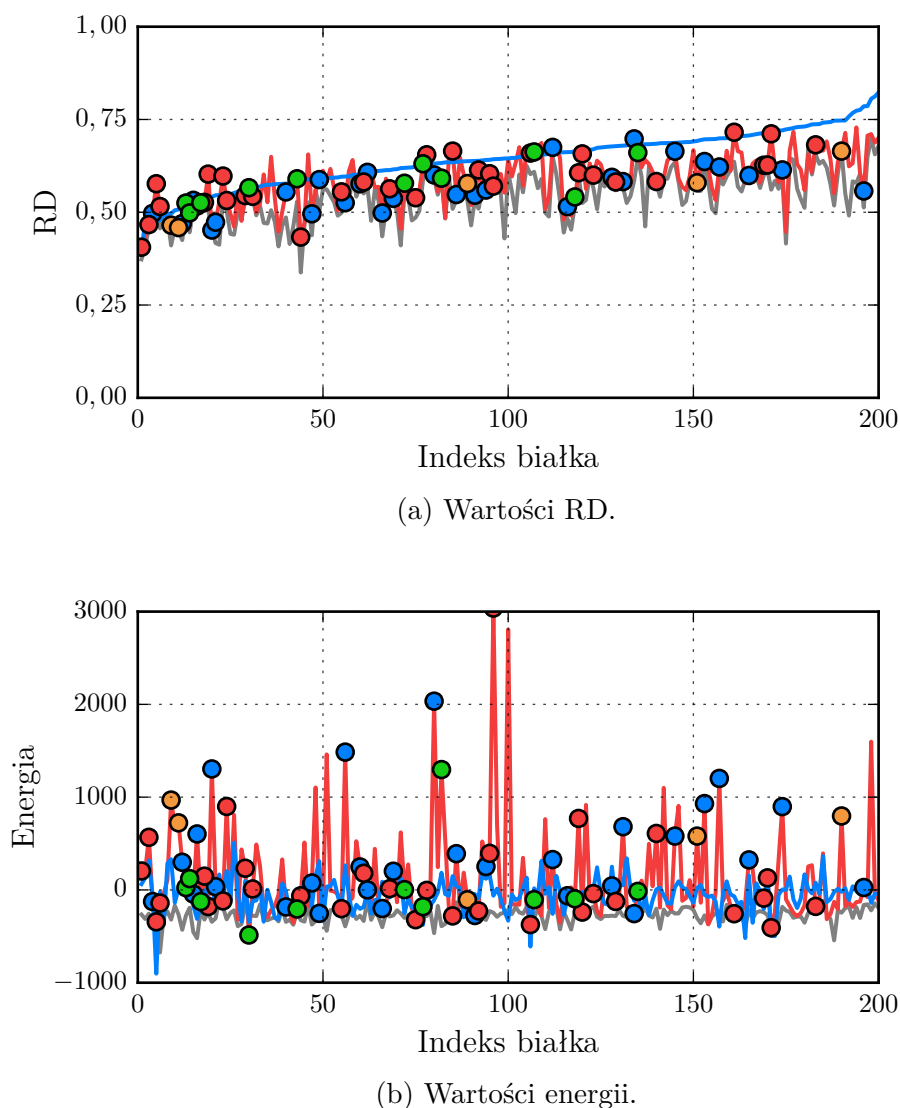 1,00
0,75
0,50
0,25
0,00
RD
0 50 100 150 200
Indeks białka
(a) Wartości RD.
3000
2000
1000
0
−1000
Energia
0 50 100 150 200
Indeks białka
(b) Wartości energii.